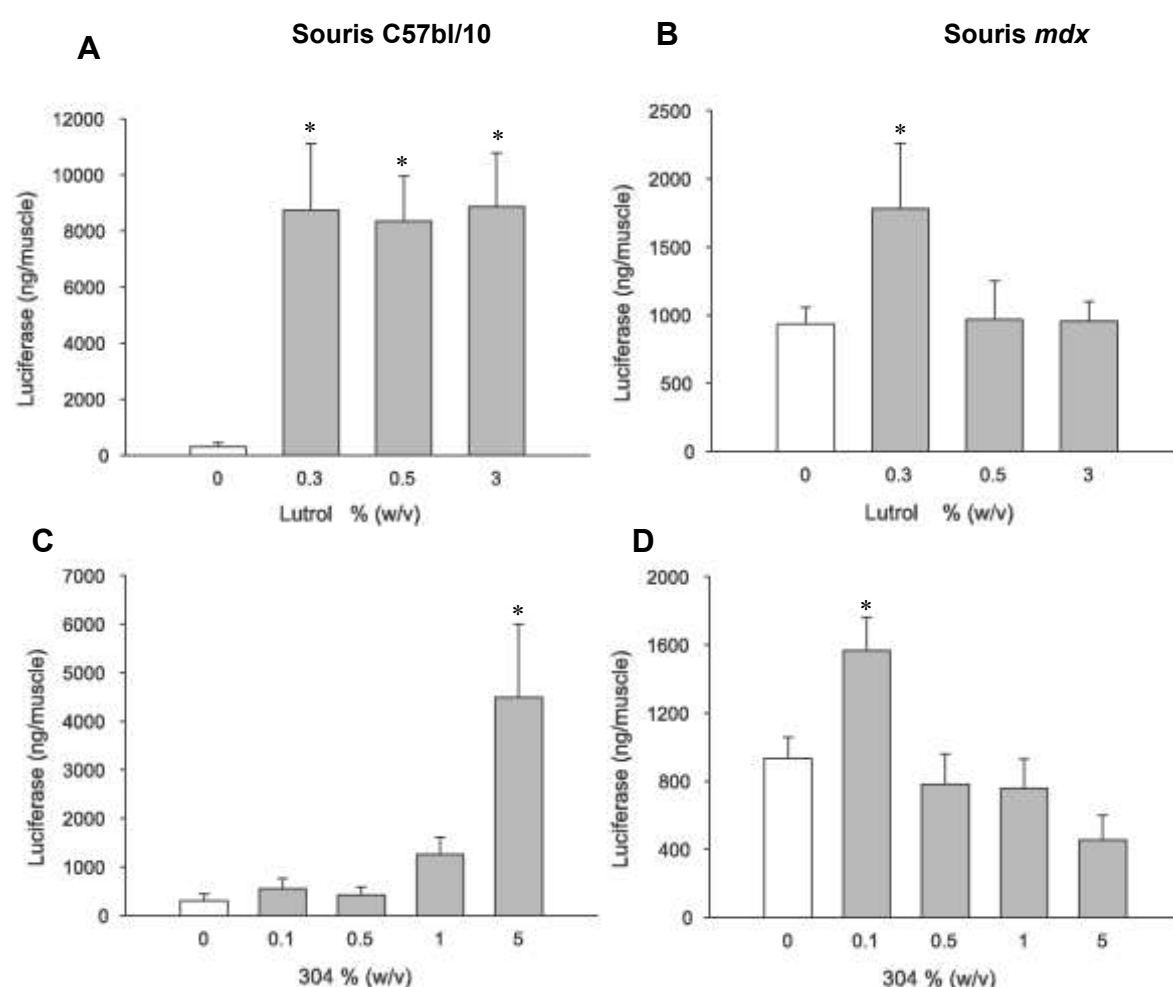 A
Souris C57bl/10
B
Souris mdx
Luciferase (ng/muscle)
12000
10000
8000
6000
4000
2000
0
*
*
*
0 0.3 0.5 3
Lutrol % (w/v)
Luciferase (ng/muscle)
2500
2000
1500
1000
500
0
*
0 0.3 0.5 3
Lutrol % (w/v)
C
Luciferase (ng/muscle)
7000
6000
5000
4000
3000
2000
1000
0
*
0 0.1 0.5 1 5
304 % (w/v)
D
Luciferase (ng/muscle)
2000
1600
1200
800
400
0
*
0 0.1 0.5 1 5
304 % (w/v)